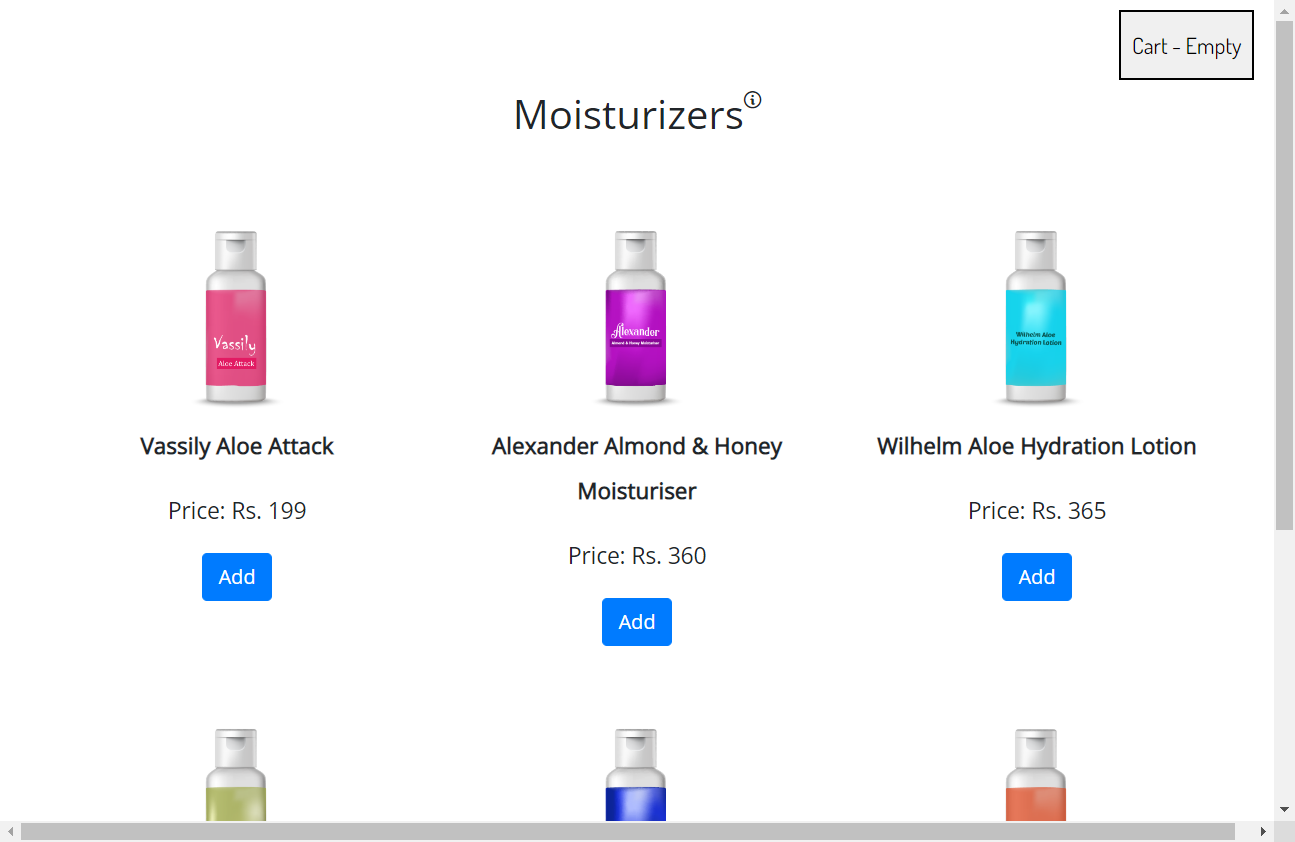 Cart - Empty
Moisturizers
Vassily
Aloe Attack
Alexander
Almond & Honey Moisturiser
Wilhelm Aloe
Hydration Lotion
Vassily Aloe Attack
Alexander Almond & Honey
Moisturiser
Wilhelm Aloe Hydration Lotion
Price: Rs. 199
Price: Rs. 360
Price: Rs. 365
Add
Add
Add